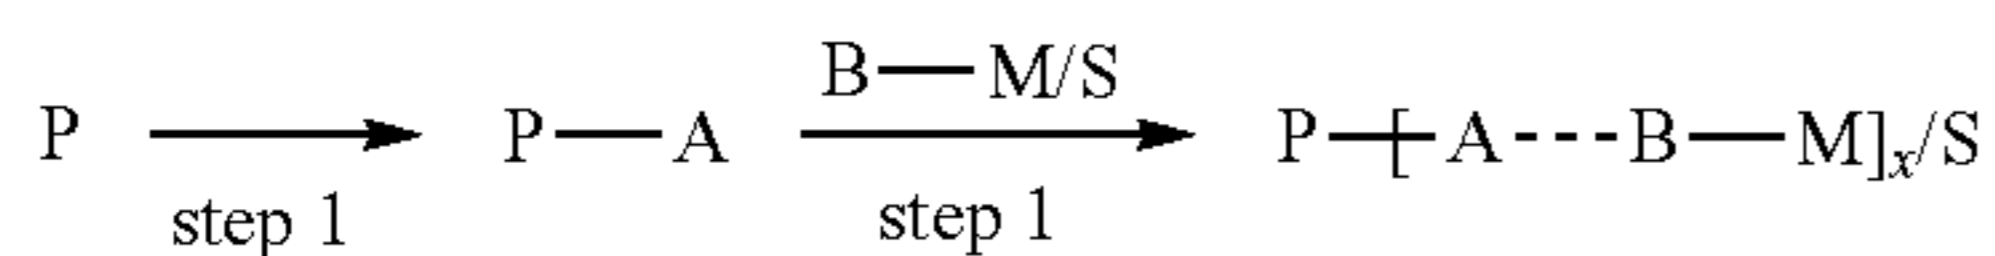 B—M/S
P ⟶ P—A ⟶ P—[A---B—M]x/S
step 1 step 1